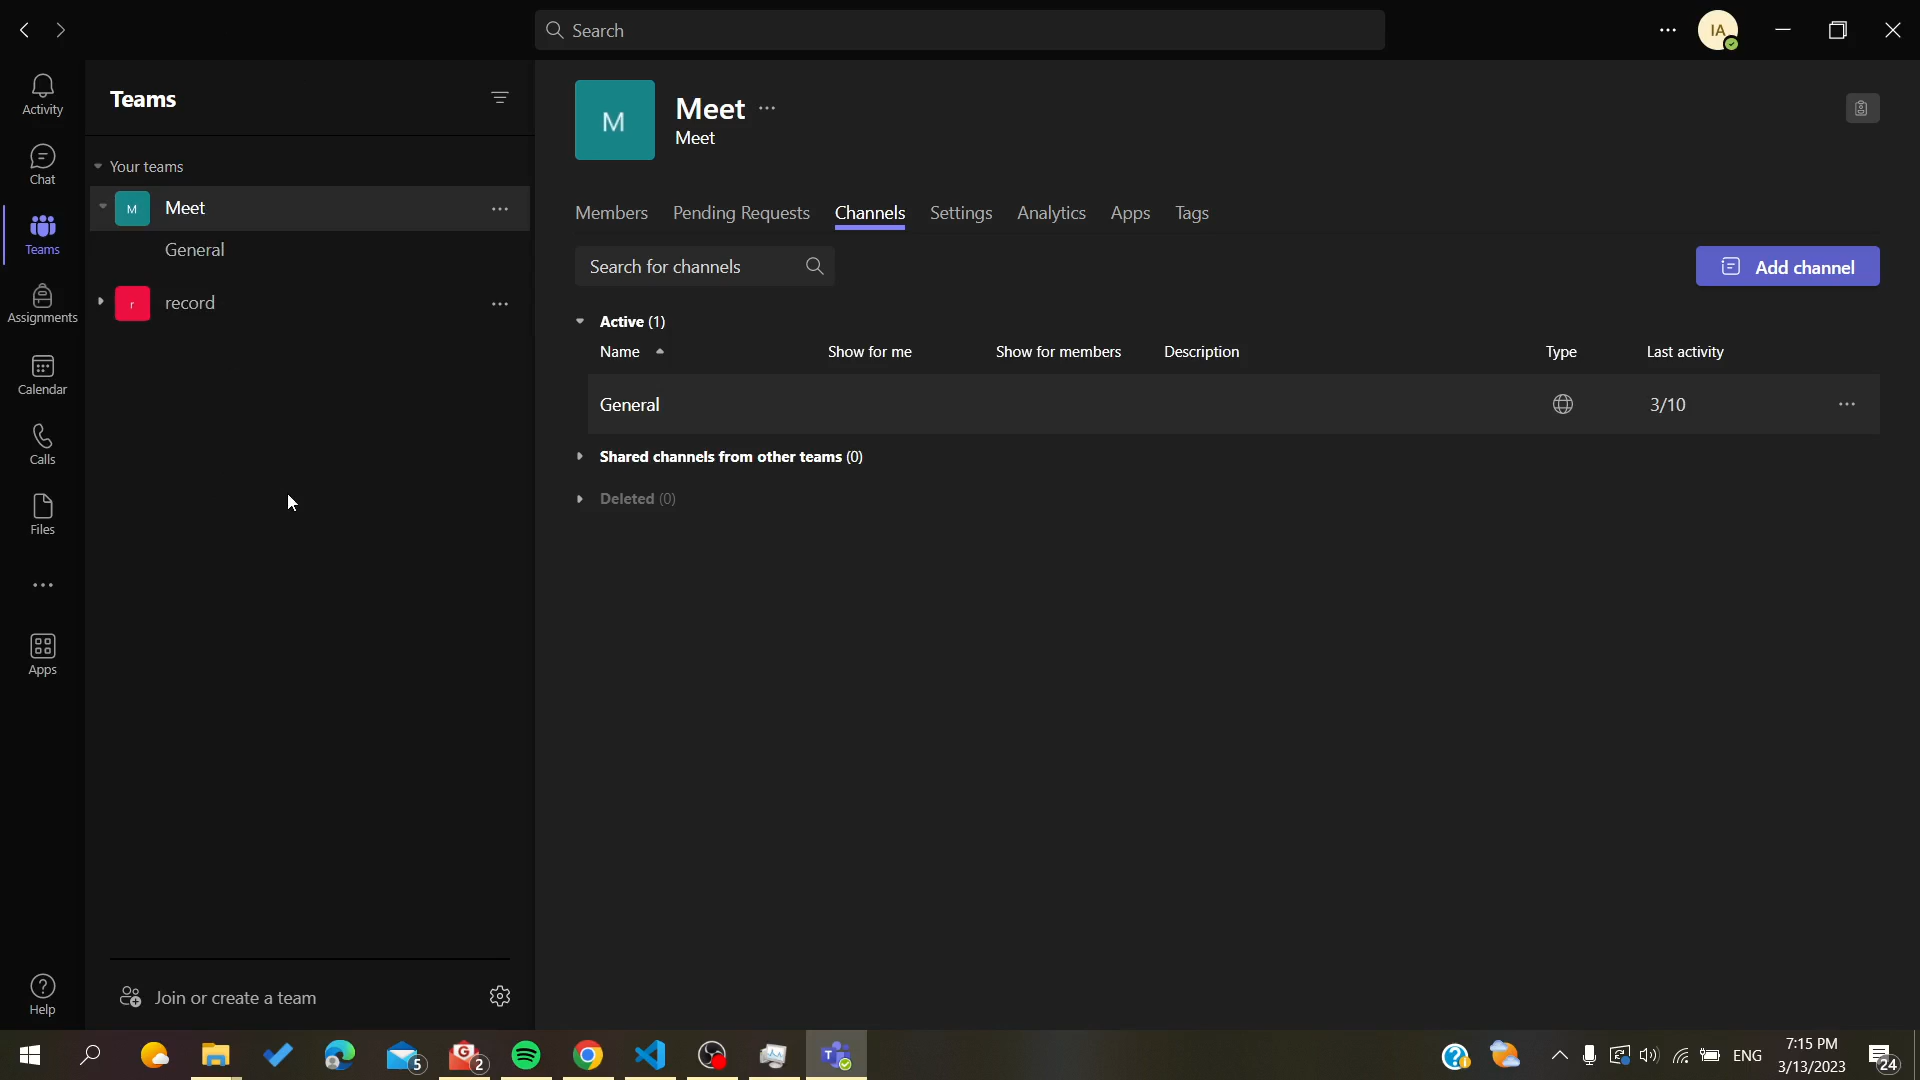 Search
IA
Activity
Chat
Teams
Assignments
Calendar
Calls
Files
Apps
Help
Teams
Your teams
M Meet
General
r record
Join or create a team
M
Meet
Meet
Members Pending Requests Channels Settings Analytics Apps Tags
Search for channels
Add channel
Active (1)
Name Show for me Show for members Description Type Last activity
General 3/10
Shared channels from other teams (0)
Deleted (0)
5
G 2
T
ENG
7:15 PM
3/13/2023
24